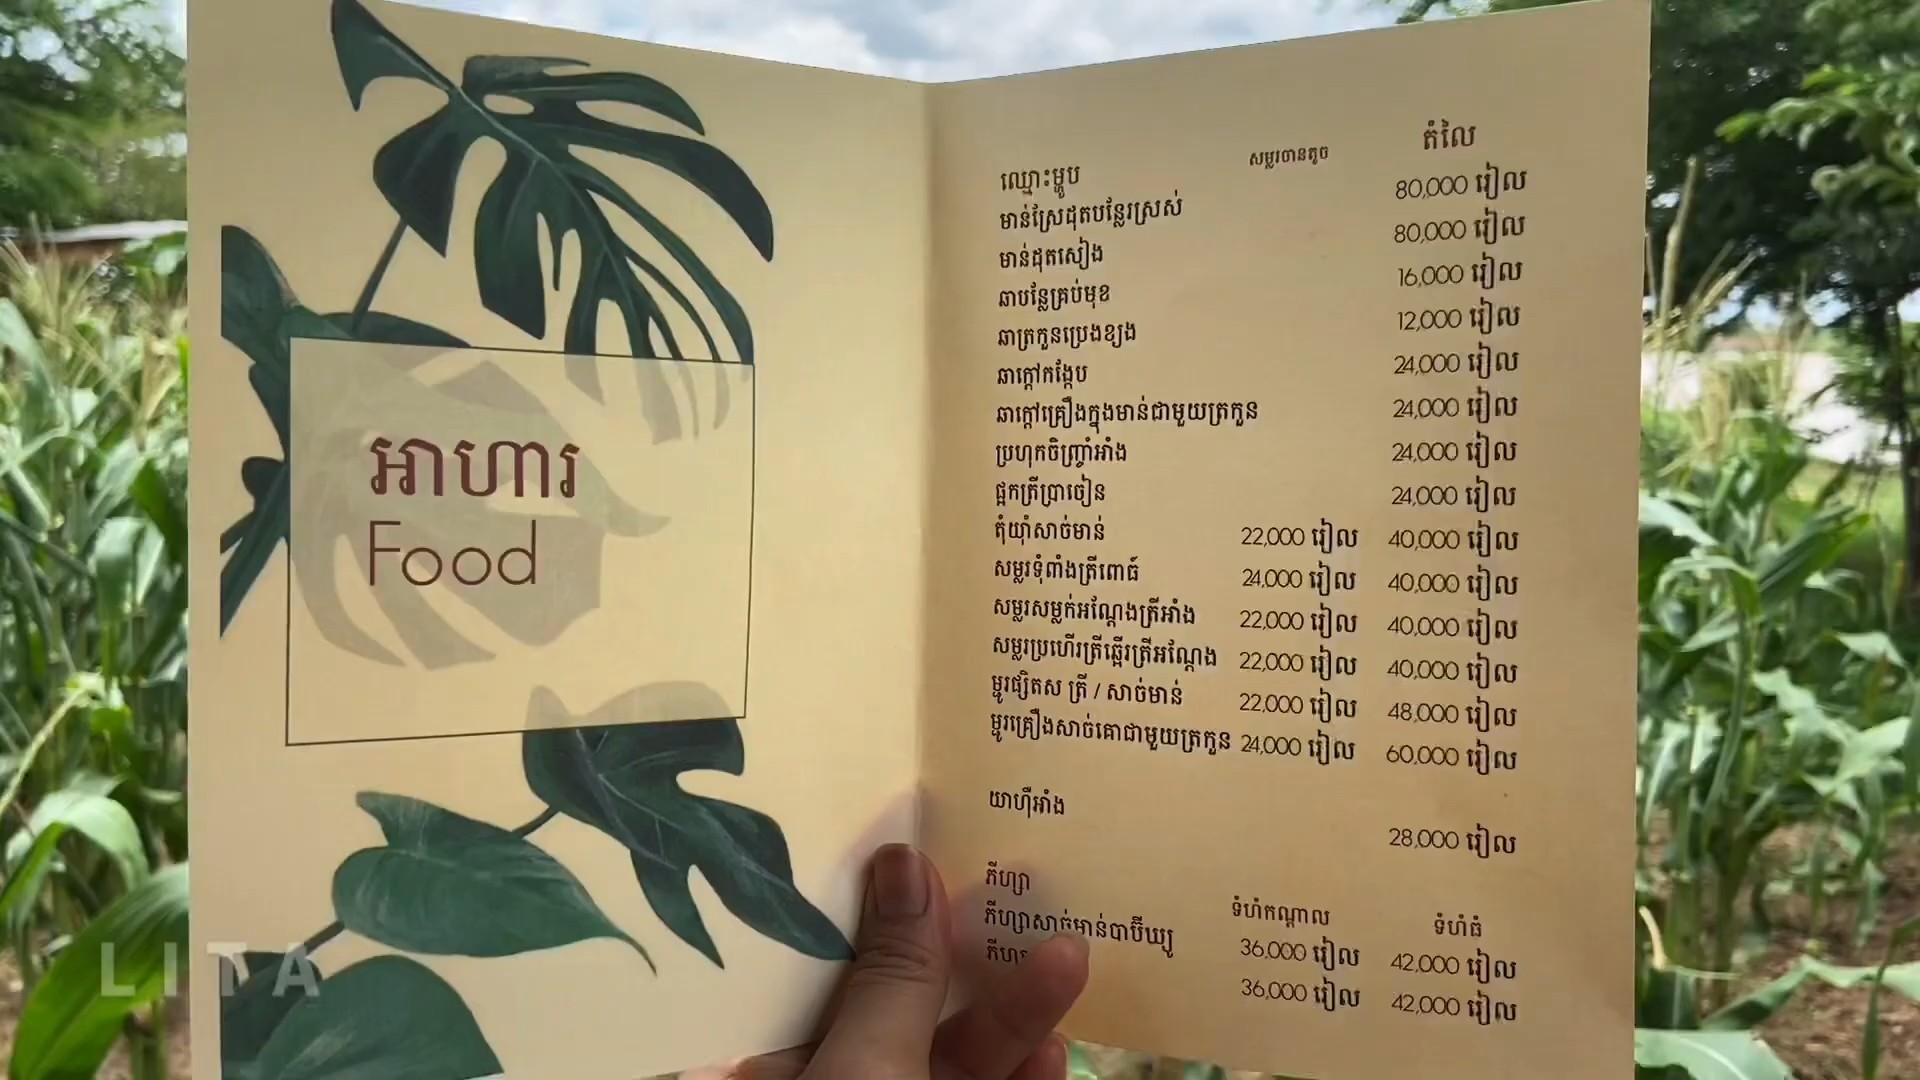 អាហារ
Food
ឈ្មោះម្ហូប សម្លរចានតូច តំលៃ
មាន់ស្រែដុតបន្លែរស្រស់ 80,000 រៀល
មាន់ដុតសៀង 80,000 រៀល
ឆាបន្លែគ្រប់មុខ 16,000 រៀល
ឆាត្រកួនប្រេងខ្យង 12,000 រៀល
ឆាក្តៅកង្កែប 24,000 រៀល
ឆាក្តៅគ្រឿងក្នុងមាន់ជាមួយត្រកួន 24,000 រៀល
ប្រហុកចិញ្ច្រាំអាំង 24,000 រៀល
ផ្អកត្រីប្រាចៀន 24,000 រៀល
តុំយ៉ាំសាច់មាន់ 22,000 រៀល 40,000 រៀល
សម្លរទុំពាំងត្រីពោធ៍ 24,000 រៀល 40,000 រៀល
សម្លរសម្លក់អណ្តែងត្រីអាំង 22,000 រៀល 40,000 រៀល
សម្លរប្រហើរត្រីឆ្អើរត្រីអណ្តែង 22,000 រៀល 40,000 រៀល
ម្ជូរផ្សិតស ត្រី / សាច់មាន់ 22,000 រៀល 48,000 រៀល
ម្ជូរគ្រឿងសាច់គោជាមួយត្រកួន 24,000 រៀល 60,000 រៀល
យាហ៊ឺអាំង 28,000 រៀល
ភីហ្សា ទំហំកណ្តាល ទំហំធំ
ភីហ្សាសាច់មាន់បាប៊ីឃ្យូ 36,000 រៀល 42,000 រៀល
36,000 រៀល 42,000 រៀល
LITA